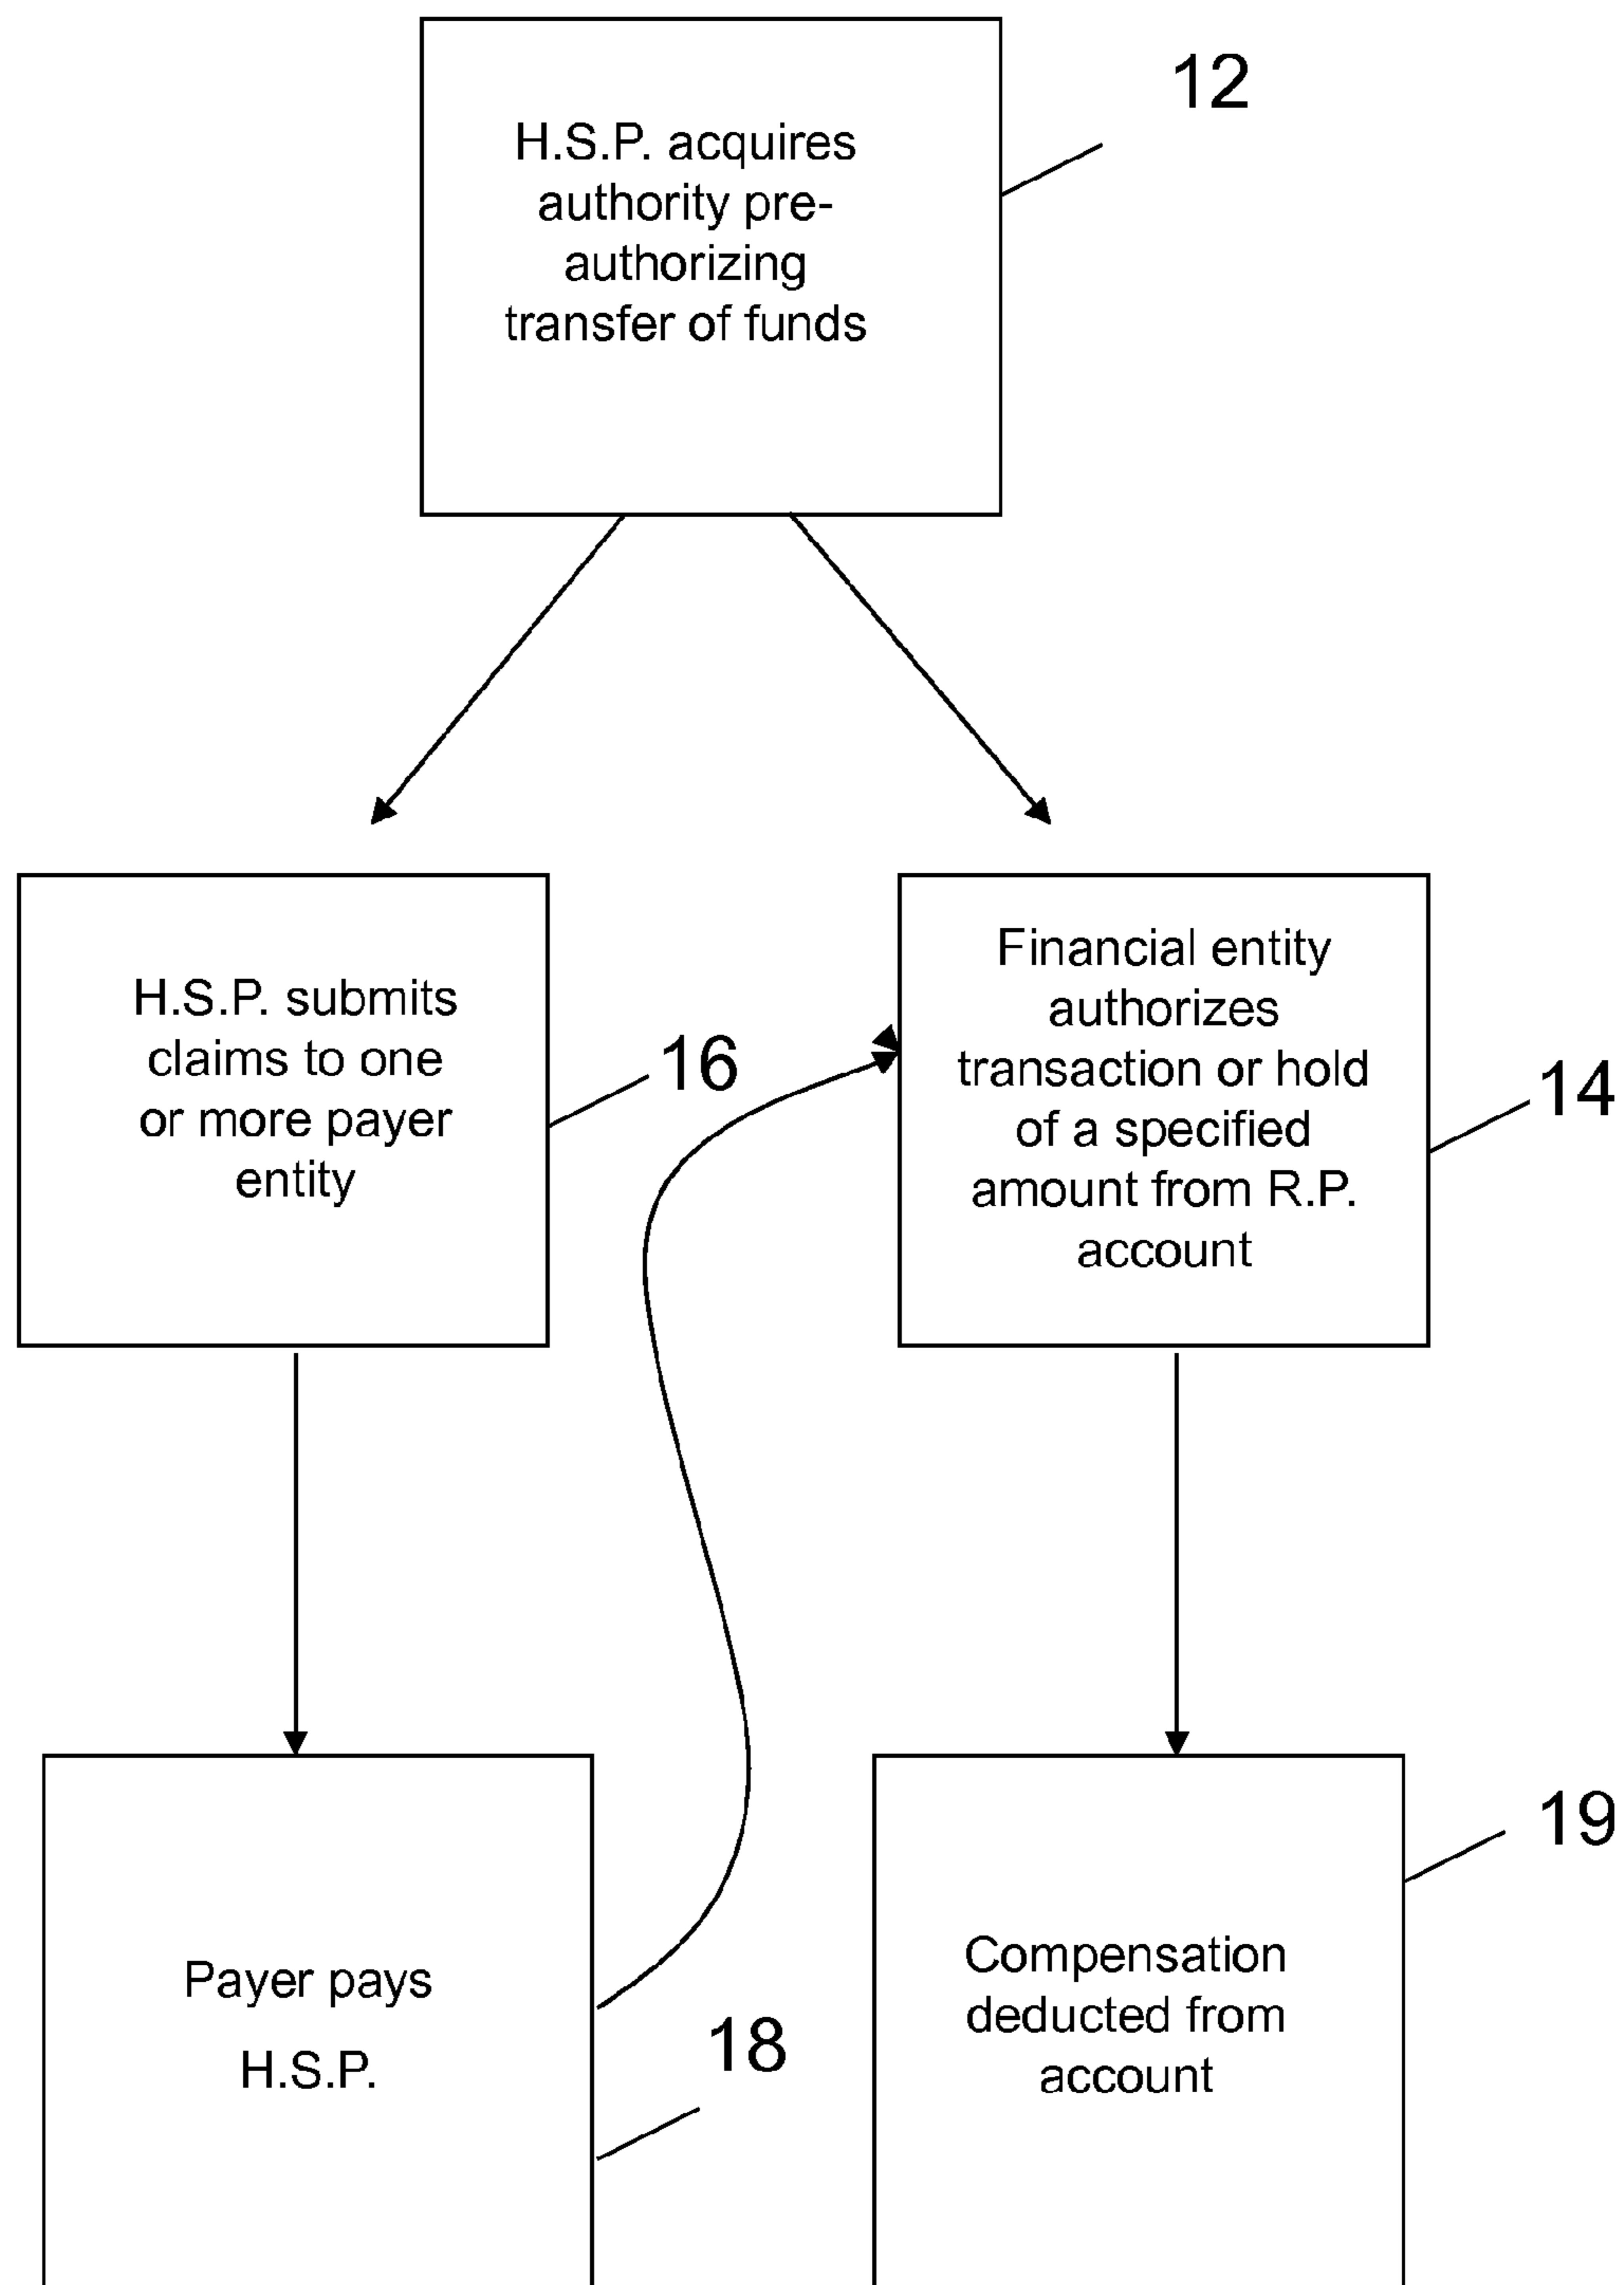 12
H.S.P. acquires
authority pre-
authorizing
transfer of funds
H.S.P. submits
claims to one
or more payer
entity
16
Financial entity
authorizes
transaction or hold
of a specified
amount from R.P.
account
14
Payer pays
H.S.P.
18
Compensation
deducted from
account
19